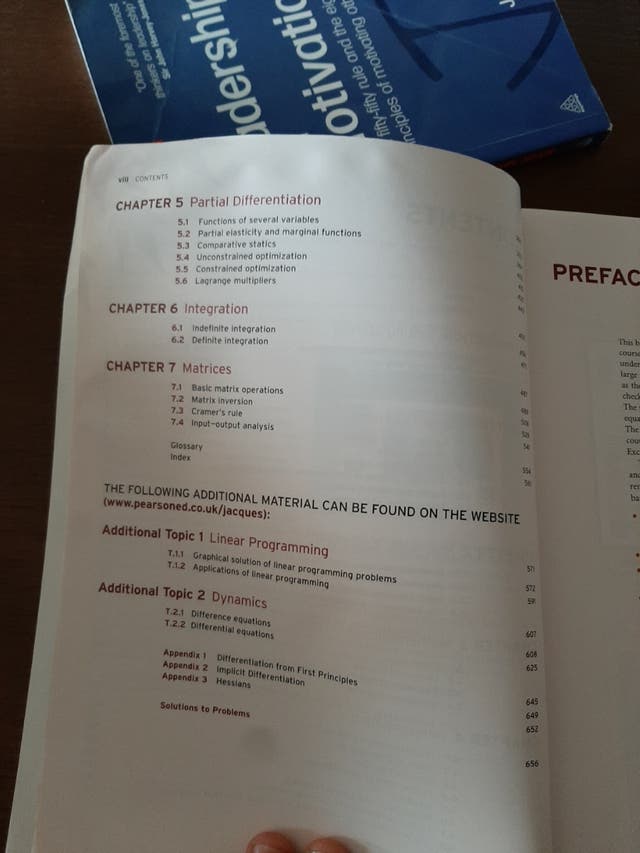 "One of the foremost
thinkers on leadership"
adership
otivatio
fifty-fifty rule and the eig
nciples of motivating oth
J
viii CONTENTS
CHAPTER 5 Partial Differentiation
5.1 Functions of several variables
5.2 Partial elasticity and marginal functions
5.3 Comparative statics
5.4 Unconstrained optimization
5.5 Constrained optimization
5.6 Lagrange multipliers
CHAPTER 6 Integration
6.1 Indefinite integration
6.2 Definite integration
CHAPTER 7 Matrices
7.1 Basic matrix operations
7.2 Matrix inversion
7.3 Cramer's rule
7.4 Input–output analysis
Glossary
Index
THE FOLLOWING ADDITIONAL MATERIAL CAN BE FOUND ON THE WEBSITE
(www.pearsoned.co.uk/jacques):
Additional Topic 1 Linear Programming 571
T.1.1 Graphical solution of linear programming problems 572
T.1.2 Applications of linear programming 591
Additional Topic 2 Dynamics 607
T.2.1 Difference equations 608
T.2.2 Differential equations 625
Appendix 1 Differentiation from First Principles 645
Appendix 2 Implicit Differentiation 649
Appendix 3 Hessians 652
Solutions to Problems 656
PREFAC
This b
course
under
large
as the
check
The
equa
The
cou
Exc
and
rem
ba